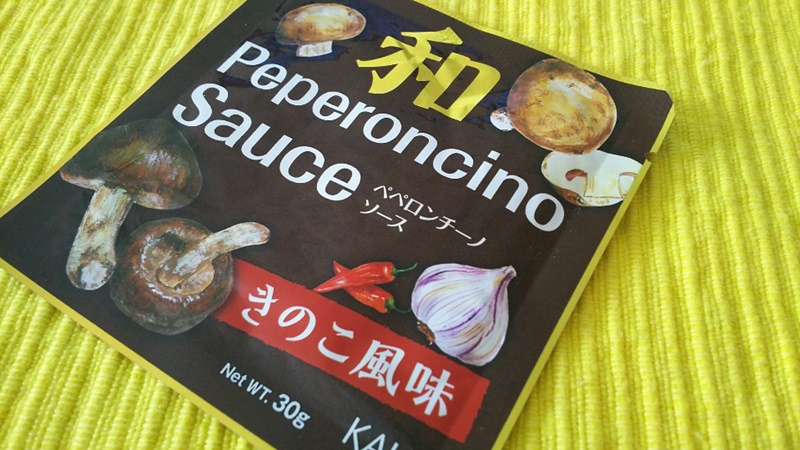 和
Peperoncino
Sauce
ペペロンチーノ
ソース
きのこ風味
Net WT. 30g